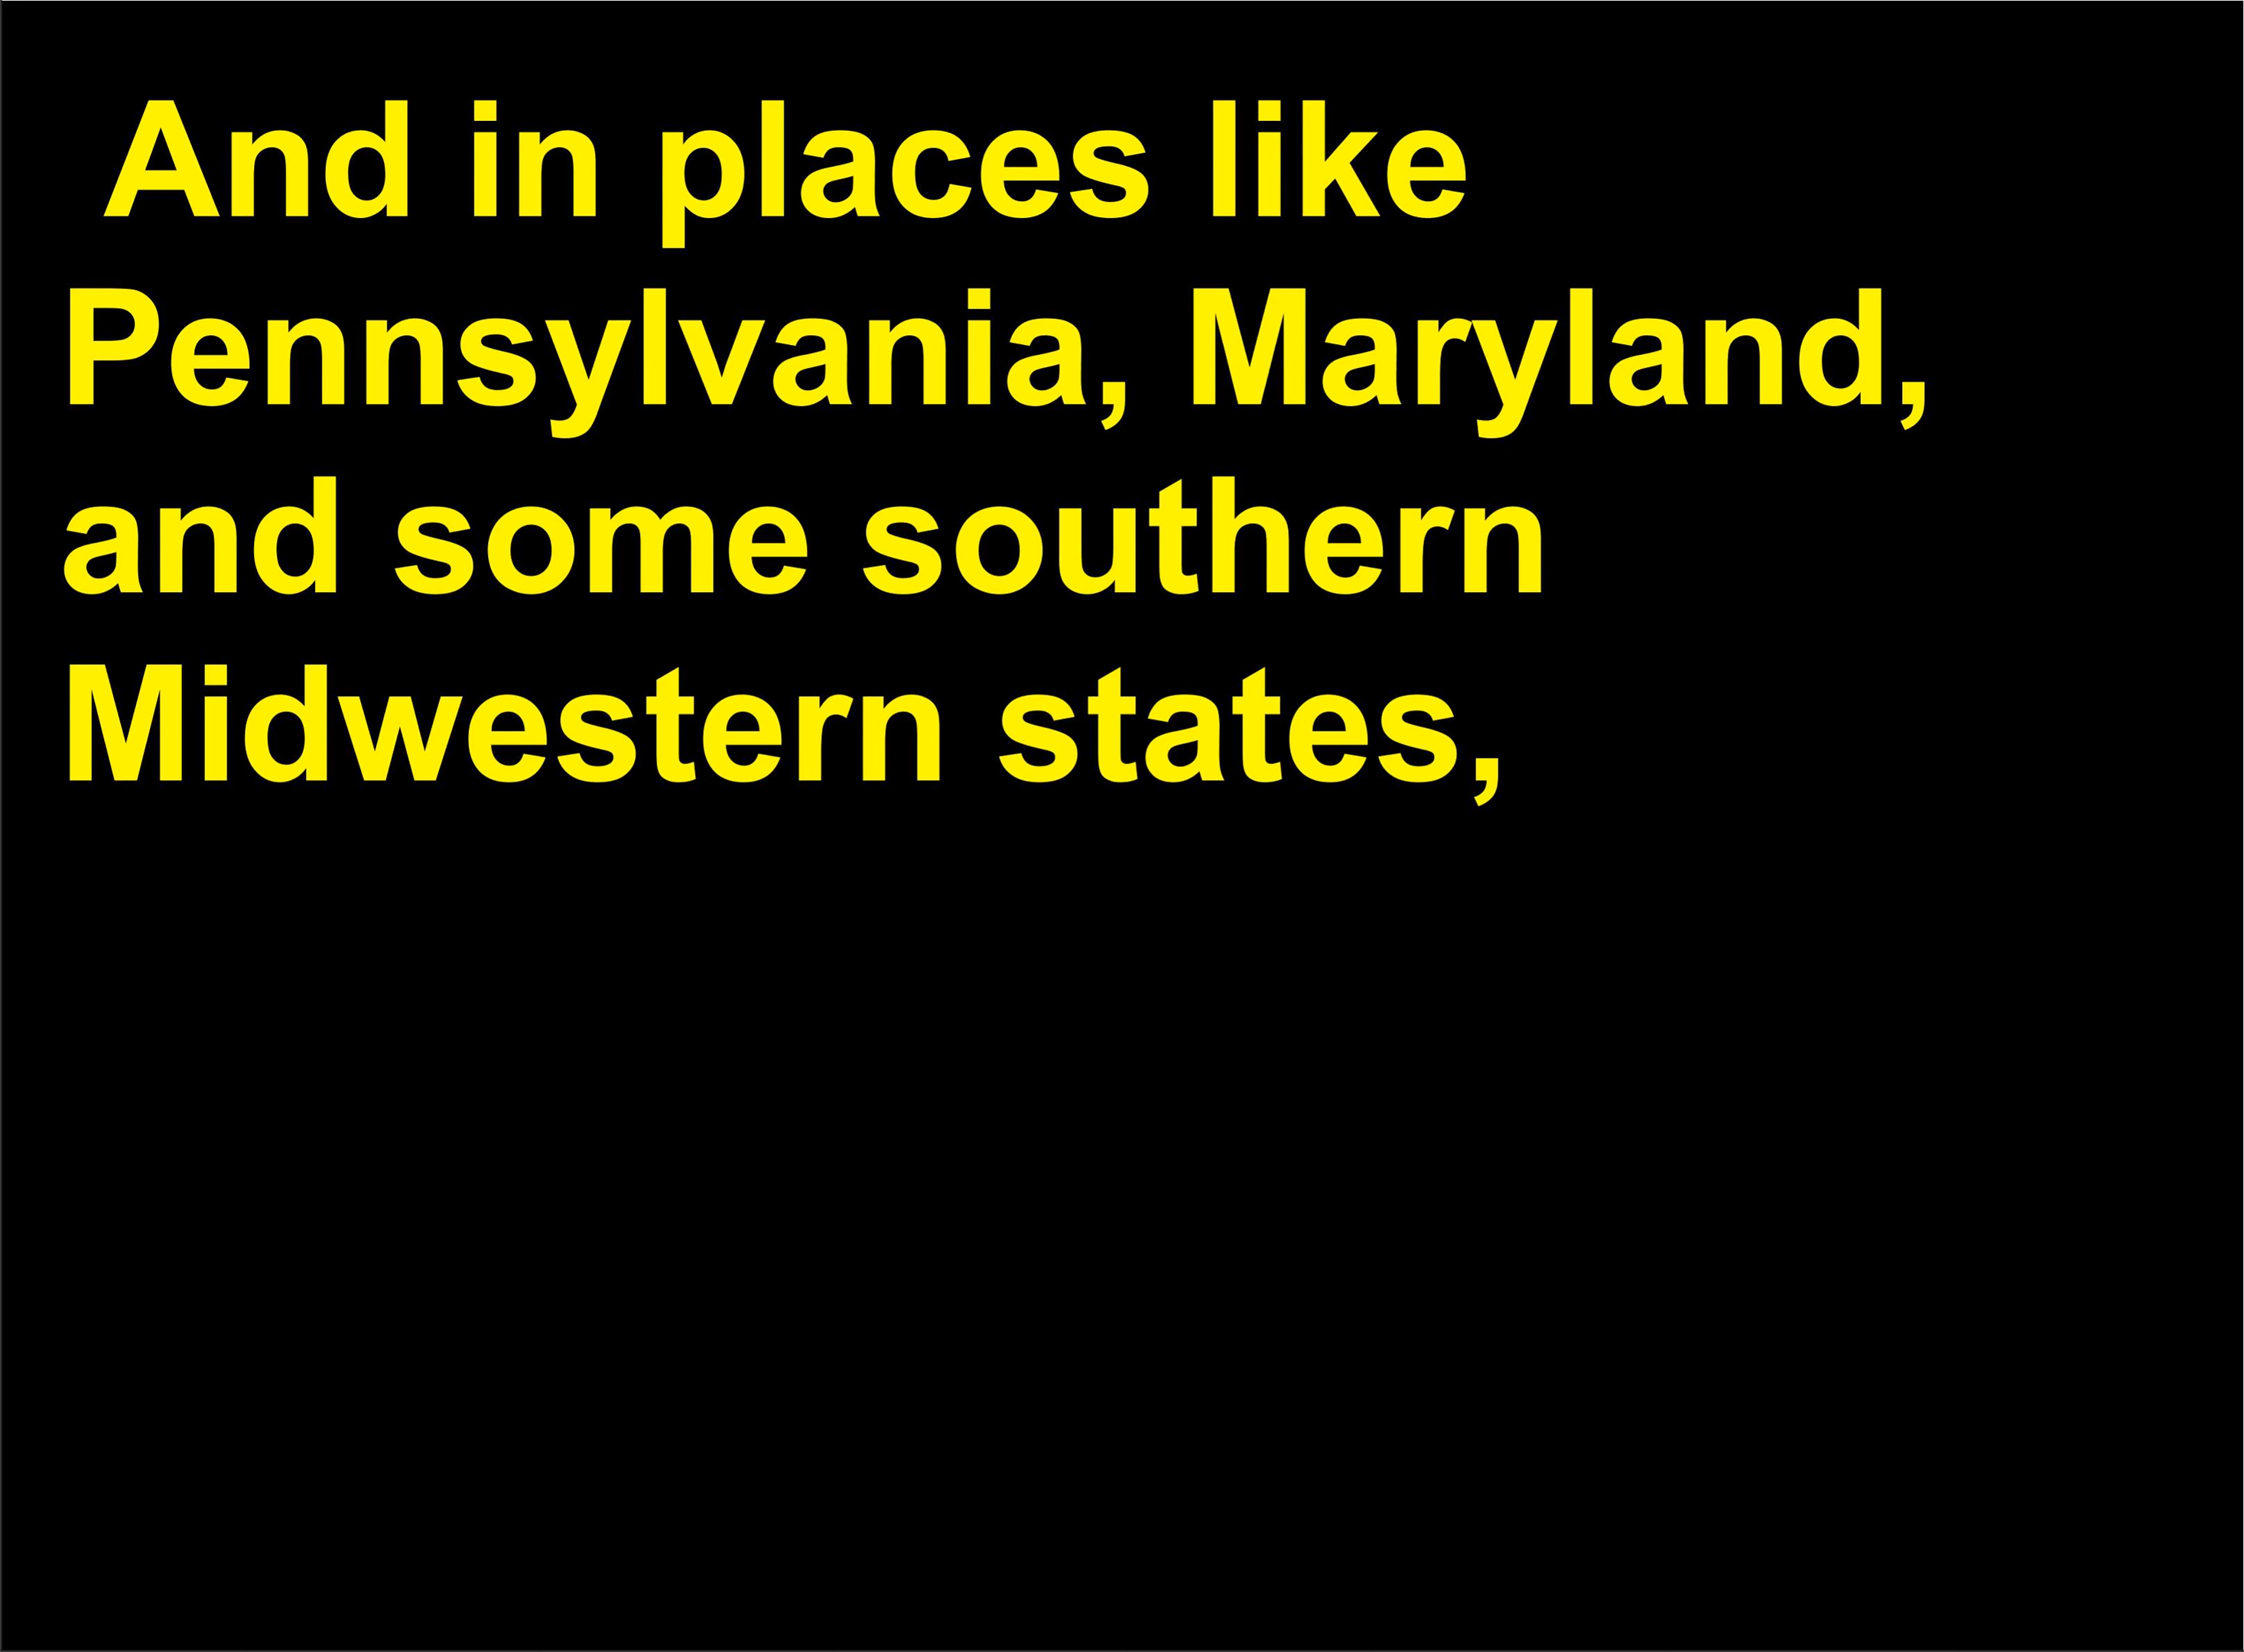 And in places like
Pennsylvania, Maryland,
and some southern
Midwestern states,